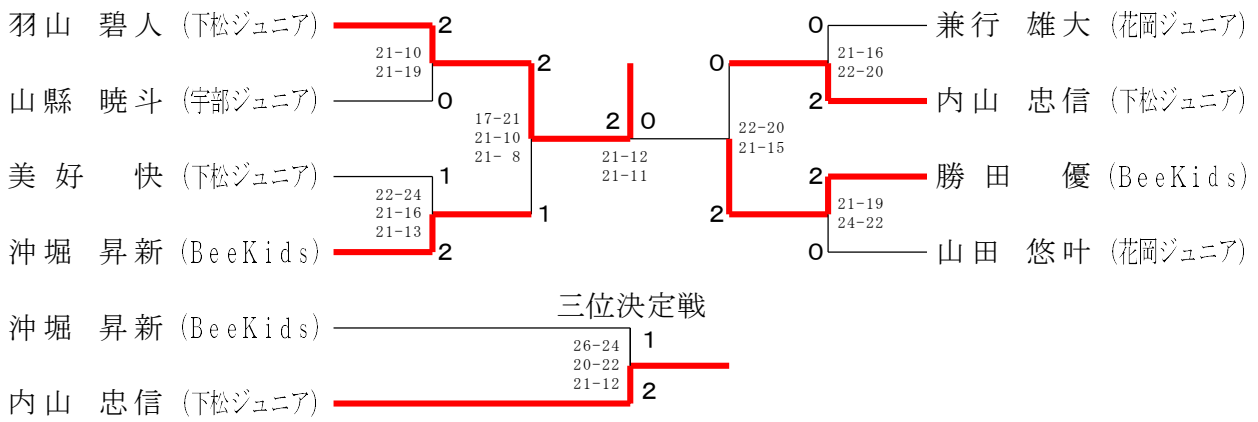 羽山 碧人 (下松ジュニア)
2
21-10
21-19
山縣 暁斗 (宇部ジュニア)
0
2
17-21
21-10
21- 8
美好 快 (下松ジュニア)
1
22-24
21-16
21-13
沖堀 昇新 (BeeKids)
2
1
2 0
21-12
21-11
0 兼行 雄大 (花岡ジュニア)
21-16
22-20
2 内山 忠信 (下松ジュニア)
0
22-20
21-15
2
2 勝田 優 (BeeKids)
21-19
24-22
0 山田 悠叶 (花岡ジュニア)
三位決定戦
沖堀 昇新 (BeeKids)
1
26-24
20-22
21-12
内山 忠信 (下松ジュニア)
2